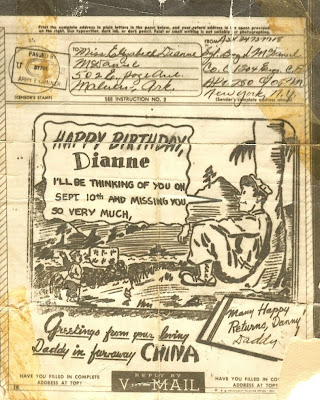 Print the complete address in plain letters in the panel below, and your return address in the space provided
on the right. Use typewriter, dark ink, or dark pencil. Faint or small writing is not suitable for photographing.
Miss Elizabeth Dianne
502
Malvern, Ark.
New York, N.Y.
(CENSOR'S STAMP)
SEE INSTRUCTION NO. 2
(Sender's complete address above)
HAPPY BIRTHDAY
Dianne
I'LL BE THINKING OF YOU ON
SEPT 10th AND MISSING YOU
SO VERY MUCH,
Many Happy
Returns, Danny
Daddy
Greetings from your loving
Daddy in faraway CHINA
HAVE YOU FILLED IN COMPLETE
ADDRESS AT TOP?
REPLY BY
V-MAIL
HAVE YOU FILLED IN COMPLETE
ADDRESS AT TOP?